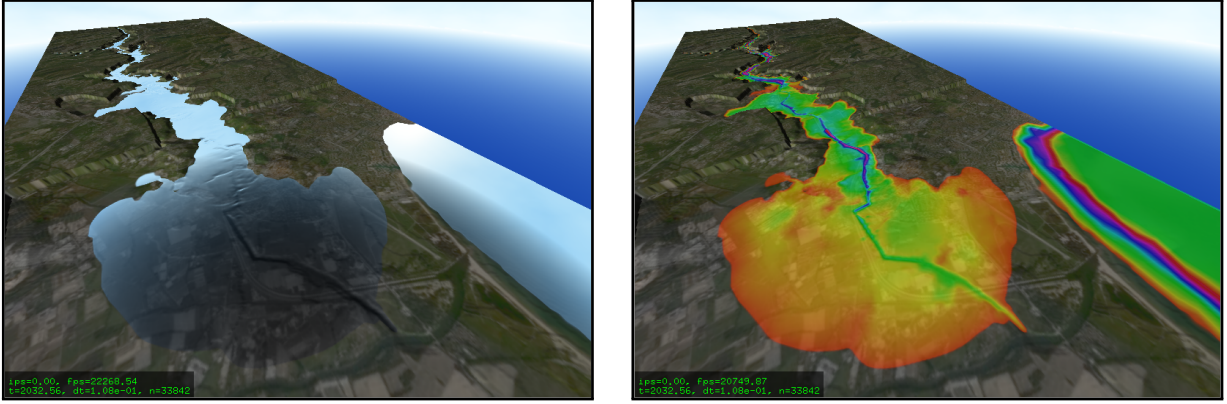 ips=0.00, fps=22268.54
t=2032.56, dt=1.08e-01, n=33842
ips=0.00, fps=20749.87
t=2032.56, dt=1.08e-01, n=33842